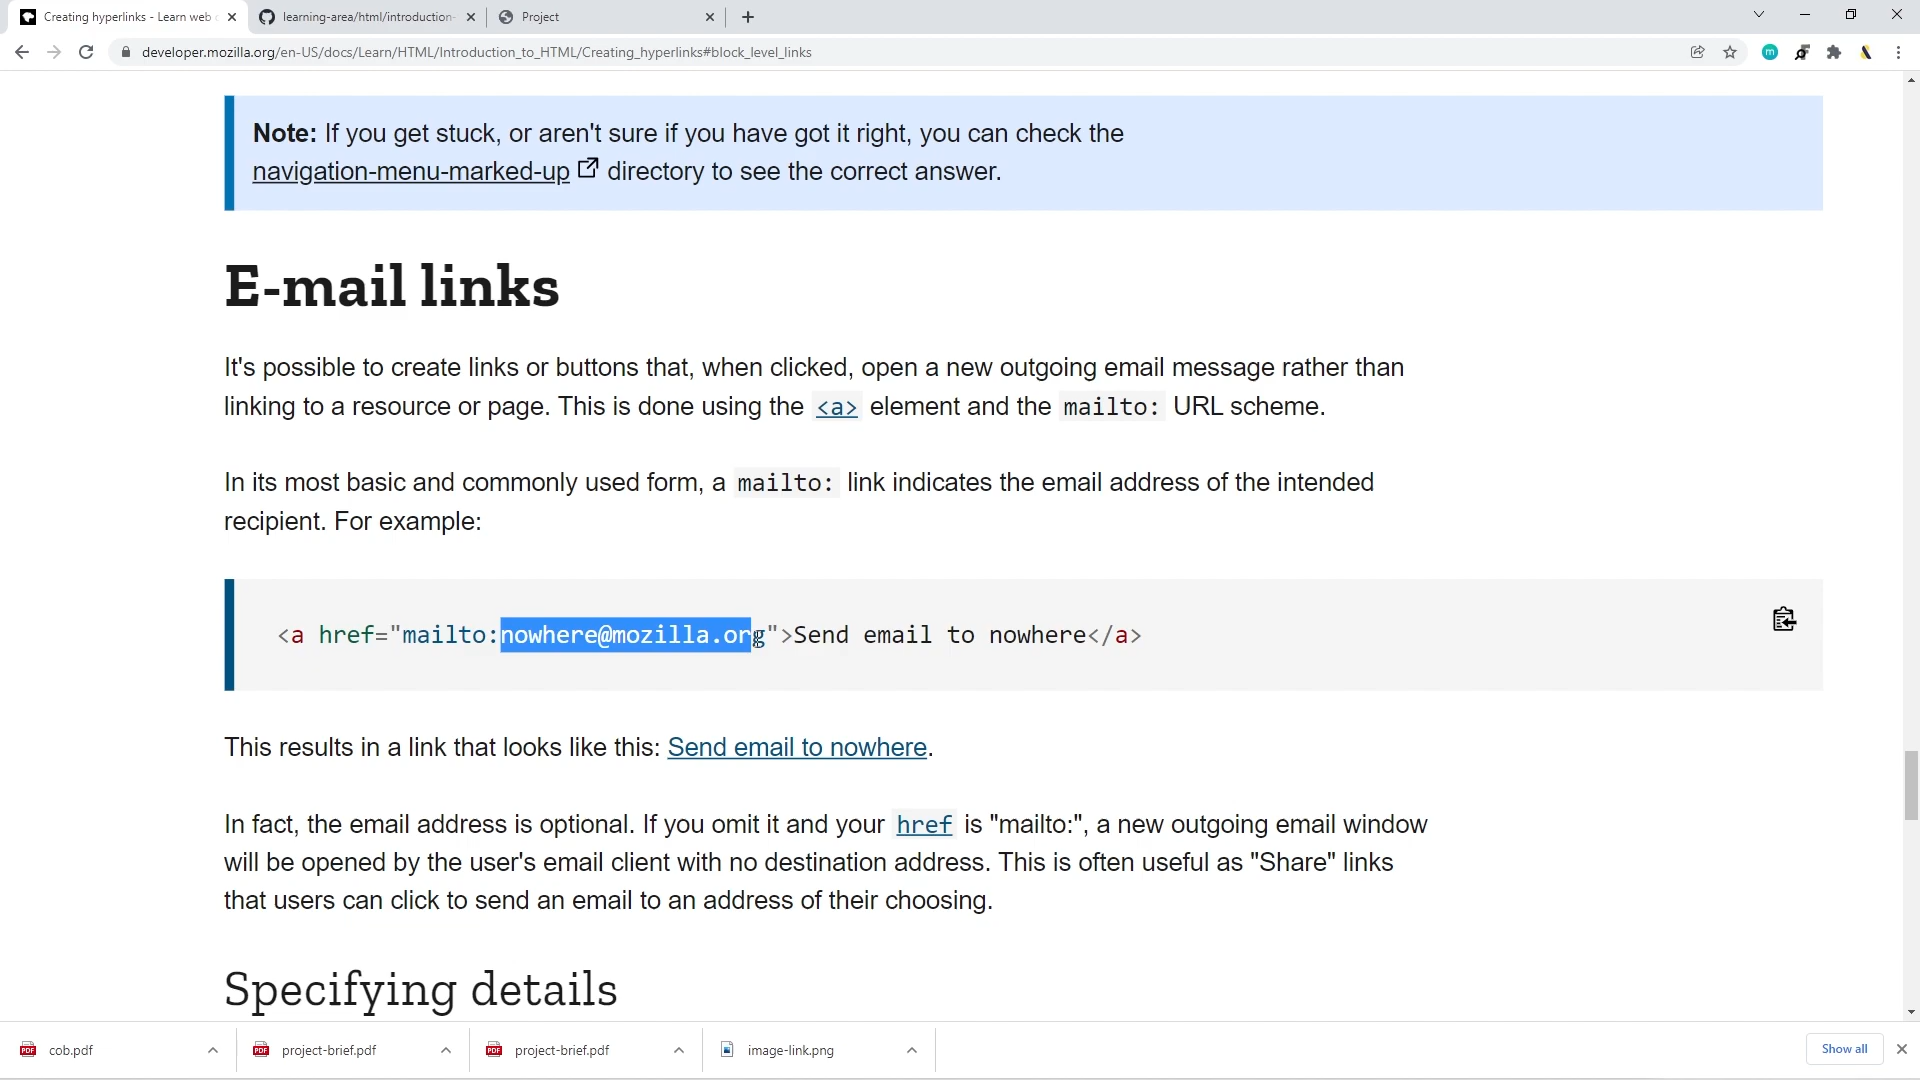 Creating hyperlinks - Learn web
learning-area/html/introduction-
Project
developer.mozilla.org/en-US/docs/Learn/HTML/Introduction_to_HTML/Creating_hyperlinks#block_level_links
m
Note: If you get stuck, or aren't sure if you have got it right, you can check the
navigation-menu-marked-up directory to see the correct answer.
E-mail links
It's possible to create links or buttons that, when clicked, open a new outgoing email message rather than
linking to a resource or page. This is done using the <a> element and the mailto: URL scheme.
In its most basic and commonly used form, a mailto: link indicates the email address of the intended
recipient. For example:
<a href="mailto:nowhere@mozilla.org">Send email to nowhere</a>
This results in a link that looks like this: Send email to nowhere.
In fact, the email address is optional. If you omit it and your href is "mailto:", a new outgoing email window
will be opened by the user's email client with no destination address. This is often useful as "Share" links
that users can click to send an email to an address of their choosing.
Specifying details
PDF cob.pdf
PDF project-brief.pdf
PDF project-brief.pdf
image-link.png
Show all